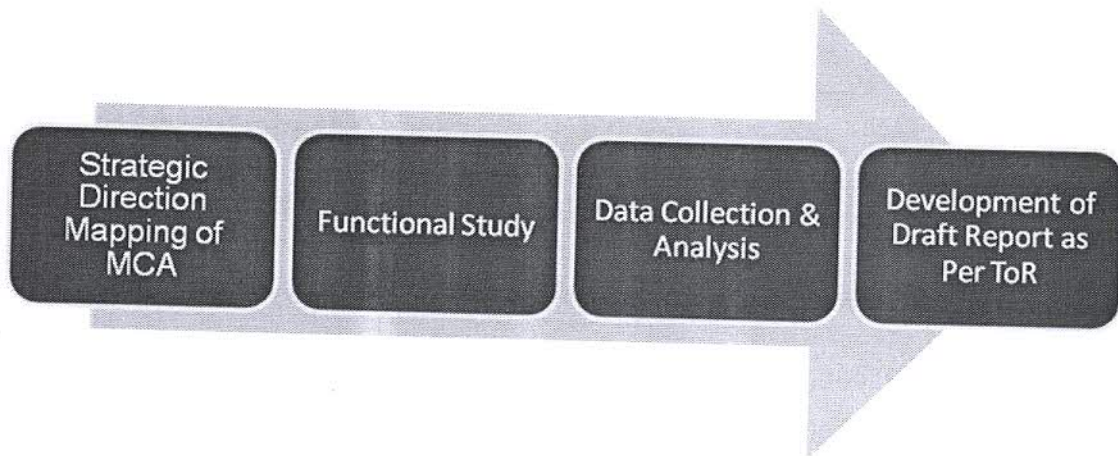 Strategic
Direction
Mapping of
MCA
Functional Study
Data Collection &
Analysis
Development of
Draft Report as
Per ToR